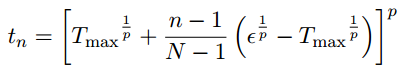 $t_n = \left[ T_{\max}{}^{\frac{1}{p}} + \frac{n-1}{N-1} \left( \epsilon^{\frac{1}{p}} - T_{\max}{}^{\frac{1}{p}} \right) \right]^p$